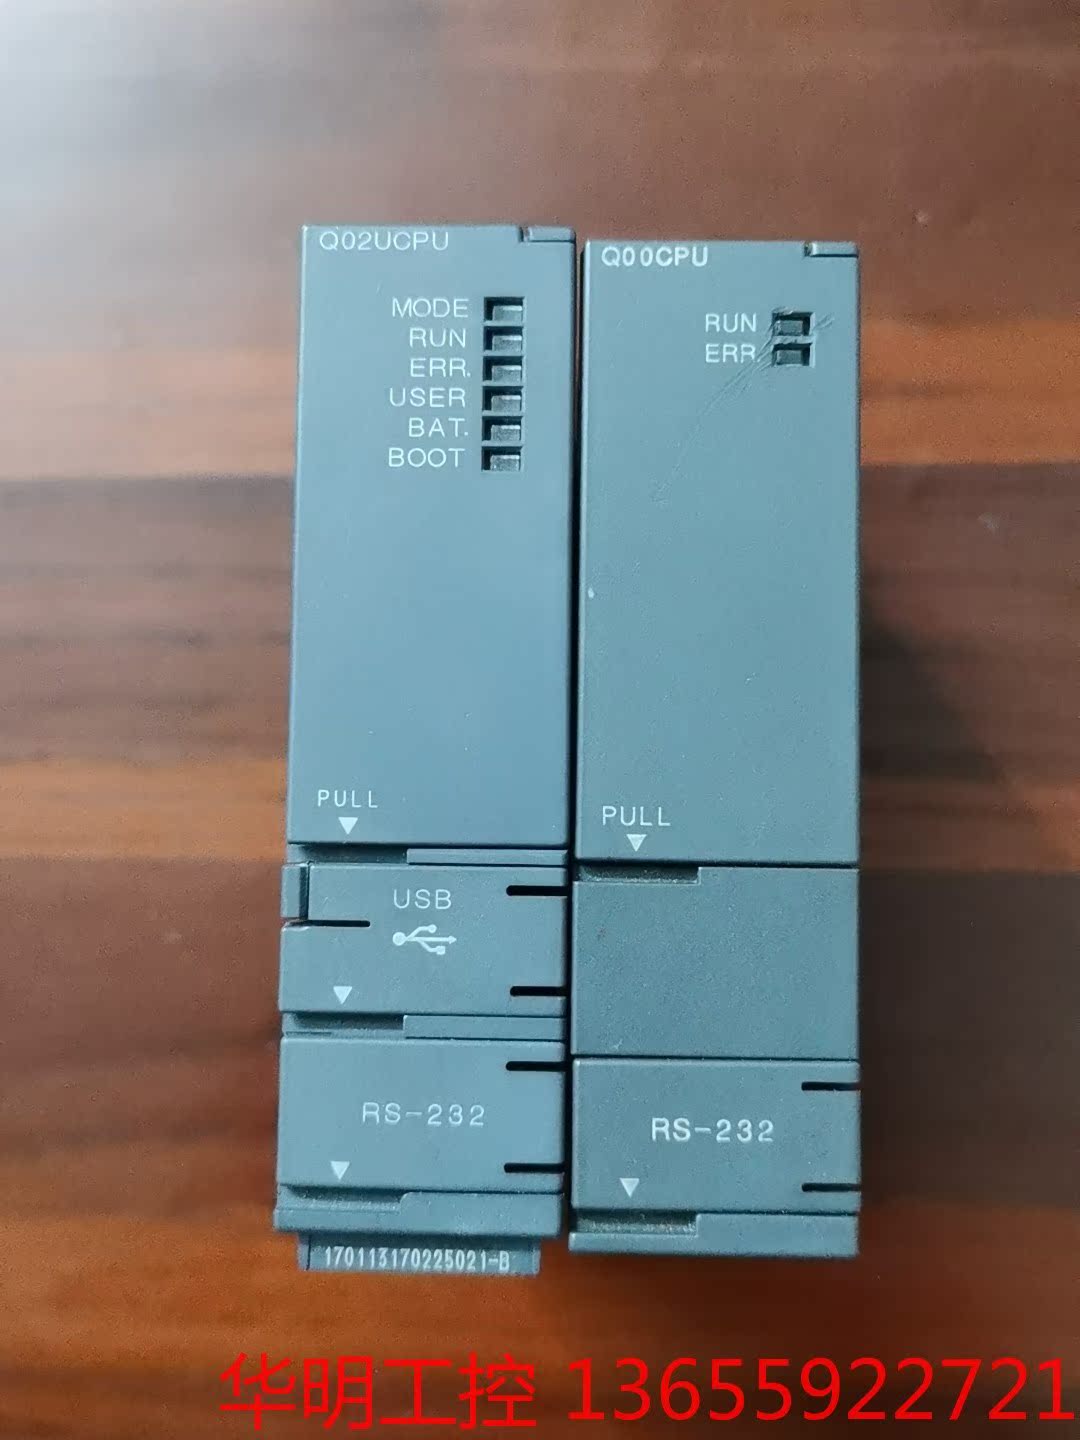 Q02UCPU
MODE
RUN
ERR.
USER
BAT.
BOOT
PULL
USB
RS-232
170113170225021-B
Q00CPU
RUN
ERR.
PULL
RS-232
华明工控 13655922721